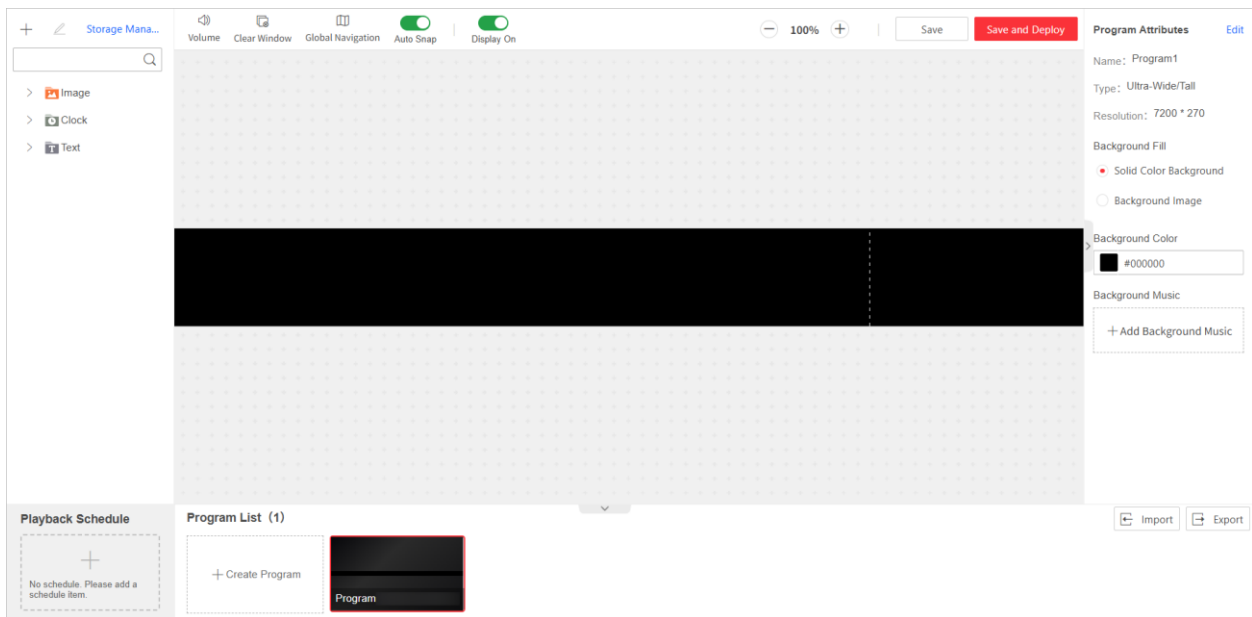 Storage Mana...
Volume
Clear Window
Global Navigation
Auto Snap
Display On
100%
Save
Save and Deploy
Image
Clock
Text
Program Attributes
Edit
Name: Program1
Type: Ultra-Wide/Tall
Resolution: 7200 * 270
Background Fill
Solid Color Background
Background Image
Background Color
#000000
Background Music
Add Background Music
Playback Schedule
No schedule. Please add a
schedule item.
Program List (1)
Create Program
Program
Import
Export